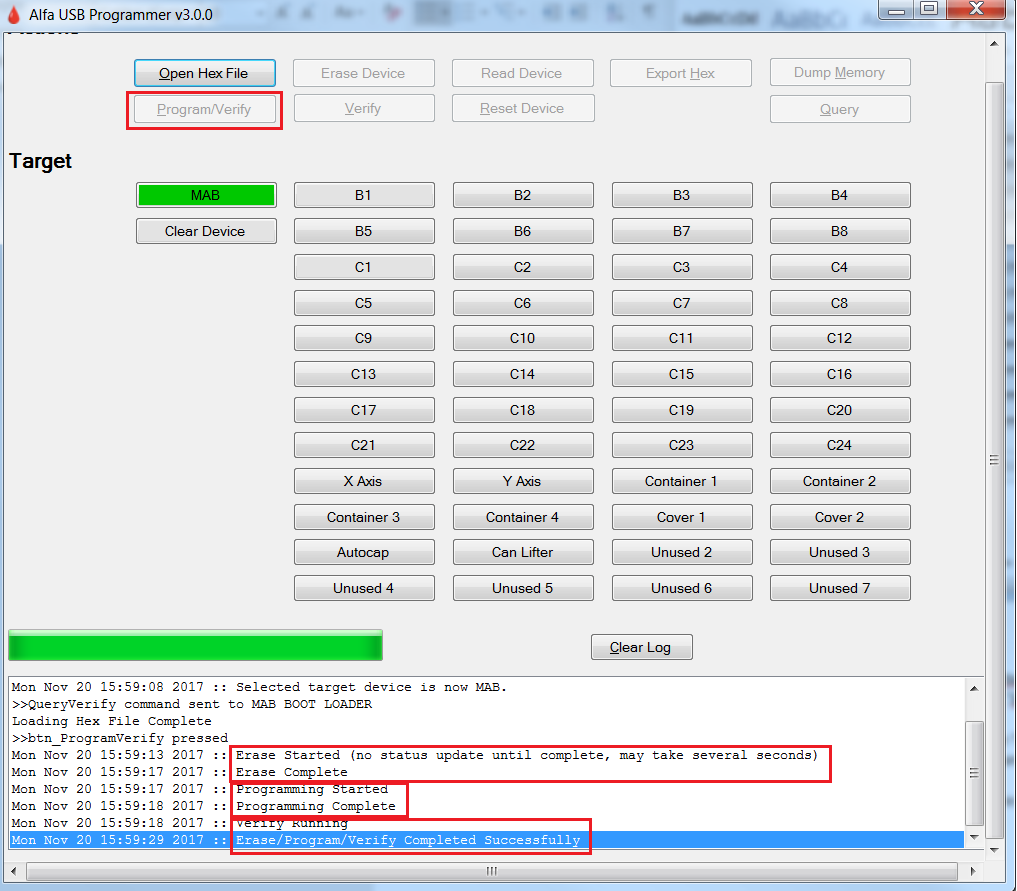 Alfa USB Programmer v3.0.0
Actions
Open Hex File Erase Device Read Device Export Hex Dump Memory
Program/Verify Verify Reset Device Query
Target
MAB B1 B2 B3 B4
Clear Device B5 B6 B7 B8
C1 C2 C3 C4
C5 C6 C7 C8
C9 C10 C11 C12
C13 C14 C15 C16
C17 C18 C19 C20
C21 C22 C23 C24
X Axis Y Axis Container 1 Container 2
Container 3 Container 4 Cover 1 Cover 2
Autocap Can Lifter Unused 2 Unused 3
Unused 4 Unused 5 Unused 6 Unused 7
Clear Log
Mon Nov 20 15:59:08 2017 :: Selected target device is now MAB.
>>QueryVerify command sent to MAB BOOT LOADER
Loading Hex File Complete
>>btn_ProgramVerify pressed
Mon Nov 20 15:59:13 2017 :: Erase Started (no status update until complete, may take several seconds)
Mon Nov 20 15:59:17 2017 :: Erase Complete
Mon Nov 20 15:59:17 2017 :: Programming Started
Mon Nov 20 15:59:18 2017 :: Programming Complete
Mon Nov 20 15:59:18 2017 :: Verify Running
Mon Nov 20 15:59:29 2017 :: Erase/Program/Verify Completed Successfully